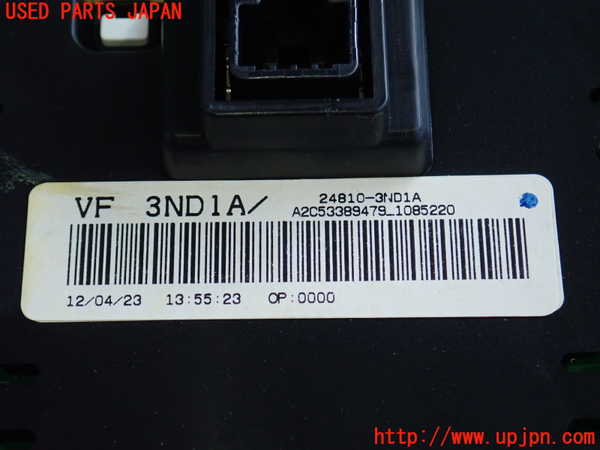 USED PARTS JAPAN
VF 3ND1A/
24810-3ND1A
A2C53389479_1085220
12/04/23 13:55:23 OP:0000
UPJ
http://www.upjpn.com